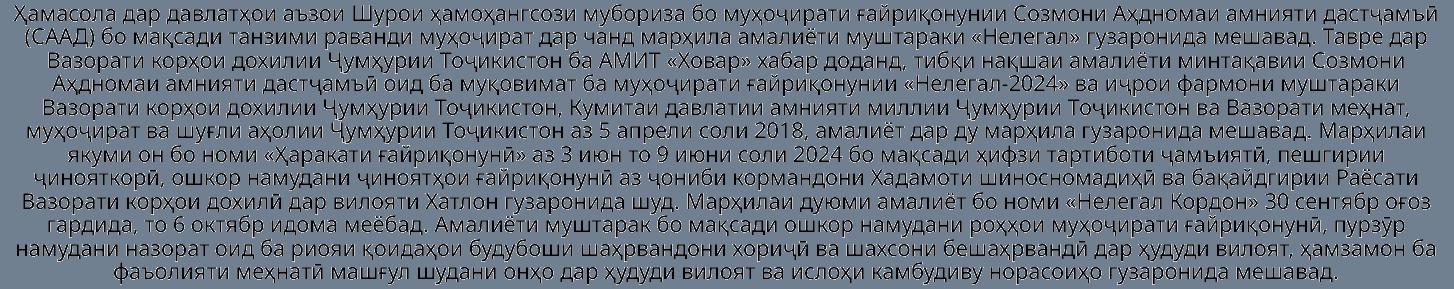 Ҳамасола дар давлатҳои аъзои Шурои ҳамоҳангсози мубориза бо муҳоҷирати ғайриқонунии Созмони Аҳдномаи амнияти дастҷамъӣ
(СААД) бо мақсади танзими раванди муҳоҷират дар чанд марҳила амалиёти муштараки «Нелегал» гузаронида мешавад. Тавре дар
Вазорати корҳои дохилии Ҷумҳурии Тоҷикистон ба АМИТ «Ховар» хабар доданд, тибқи нақшаи амалиёти минтақавии Созмони
Аҳдномаи амнияти дастҷамъӣ оид ба муқовимат ба муҳоҷирати ғайриқонунии «Нелегал-2024» ва иҷрои фармони муштараки
Вазорати корҳои дохилии Ҷумҳурии Тоҷикистон, Кумитаи давлатии амнияти миллии Ҷумҳурии Тоҷикистон ва Вазорати меҳнат,
муҳоҷират ва шуғли аҳолии Ҷумҳурии Тоҷикистон аз 5 апрели соли 2018, амалиёт дар ду марҳила гузаронида мешавад. Марҳилаи
якуми он бо номи «Ҳаракати ғайриқонунӣ» аз 3 июн то 9 июни соли 2024 бо мақсади ҳифзи тартиботи ҷамъиятӣ, пешгирии
ҷинояткорӣ, ошкор намудани ҷиноятҳои ғайриқонунӣ аз ҷониби кормандони Хадамоти шиносномадиҳӣ ва бақайдгирии Раёсати
Вазорати корҳои дохилӣ дар вилояти Хатлон гузаронида шуд. Марҳилаи дуюми амалиёт бо номи «Нелегал Кордон» 30 сентябр оғоз
гардида, то 6 октябр идома меёбад. Амалиёти муштарак бо мақсади ошкор намудани роҳҳои муҳоҷирати ғайриқонунӣ, пурзӯр
намудани назорат оид ба риояи қоидаҳои будубоши шаҳрвандони хориҷӣ ва шахсони бешаҳрвандӣ дар ҳудуди вилоят, ҳамзамон ба
фаъолияти меҳнатӣ машғул шудани онҳо дар ҳудуди вилоят ва ислоҳи камбудиву норасоиҳо гузаронида мешавад.